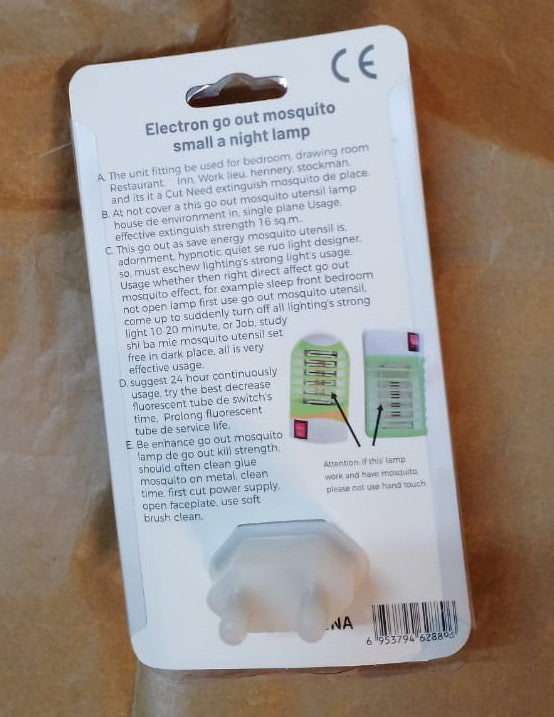 CE
Electron go out mosquito
small a night lamp
A. The unit fitting be used for bedroom, drawing room
Restaurant, Inn, Work lieu, hennery, stockman,
and its it a Cut Need extinguish mosquito de place.
B. At not cover a this go out mosquito utensil lamp
house de environment in, single plane Usage,
effective extinguish strength 16 sq.m..
C. This go out as save energy mosquito utensil is,
adornment, hypnotic quiet se ruo light designer,
so, must eschew lighting's strong light's usage.
Usage whether then right direct affect go out
mosquito effect, for example sleep front bedroom
not open lamp first use go out mosquito utensil,
come up to suddenly turn off all lighting's strong
light 10-20 minute, or Job, study
shi ba mie mosquito utensil set
free in dark place, all is very
effective usage.
D. suggest 24 hour continuously
usage, try the best decrease
fluorescent tube de switch's
time, Prolong fluorescent
tube de service life.
E. Be enhance go out mosquito
lamp de go out kill strength,
should often clean glue
mosquito on metal, clean
time, first cut power supply,
open faceplate, use soft
brush clean,
Attention: if this' lamp
work and have mosquito,
please not use hand touch.
NA
6 953794 628895